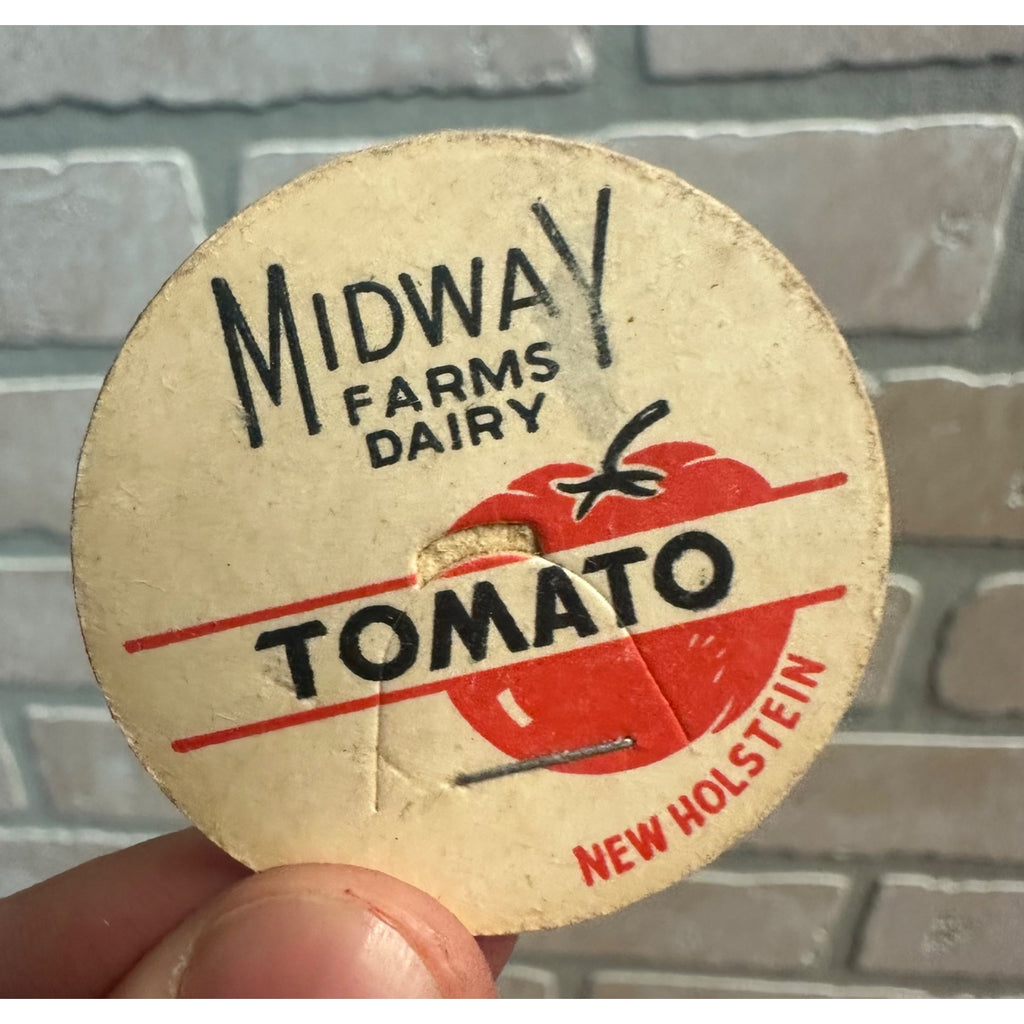 MIDWAY
FARMS
DAIRY
TOMATO
NEW HOLSTEIN